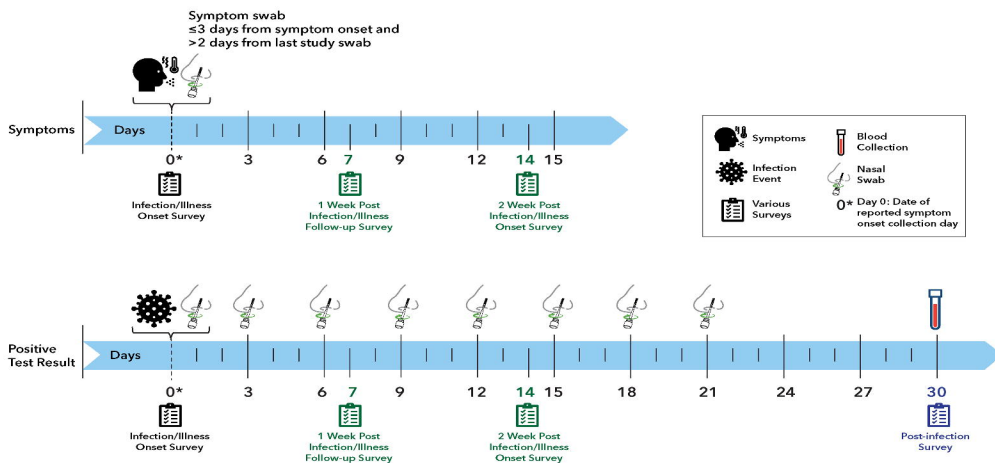 Symptom swab
≤3 days from symptom onset and
>2 days from last study swab
Symptoms
Days
0* 3 6 7 9 12 14 15
Infection/Illness
Onset Survey
1 Week Post
Infection/Illness
Follow-up Survey
2 Week Post
Infection/Illness
Onset Survey
Symptoms
Infection
Event
Various
Surveys
Blood
Collection
Nasal
Swab
0* Day 0: Date of
reported symptom
onset collection day
Positive
Test Result
Days
0* 3 6 7 9 12 14 15 18 21 24 27 30
Infection/Illness
Onset Survey
1 Week Post
Infection/Illness
Follow-up Survey
2 Week Post
Infection/Illness
Onset Survey
Post-infection
Survey